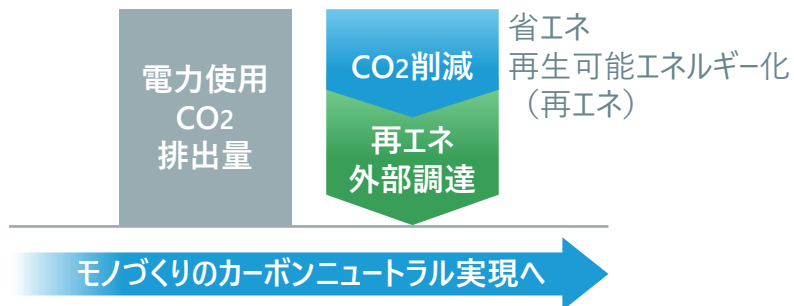 電力使用
CO2
排出量
CO2削減
再エネ
外部調達
省エネ
再生可能エネルギー化
（再エネ）
モノづくりのカーボンニュートラル実現へ